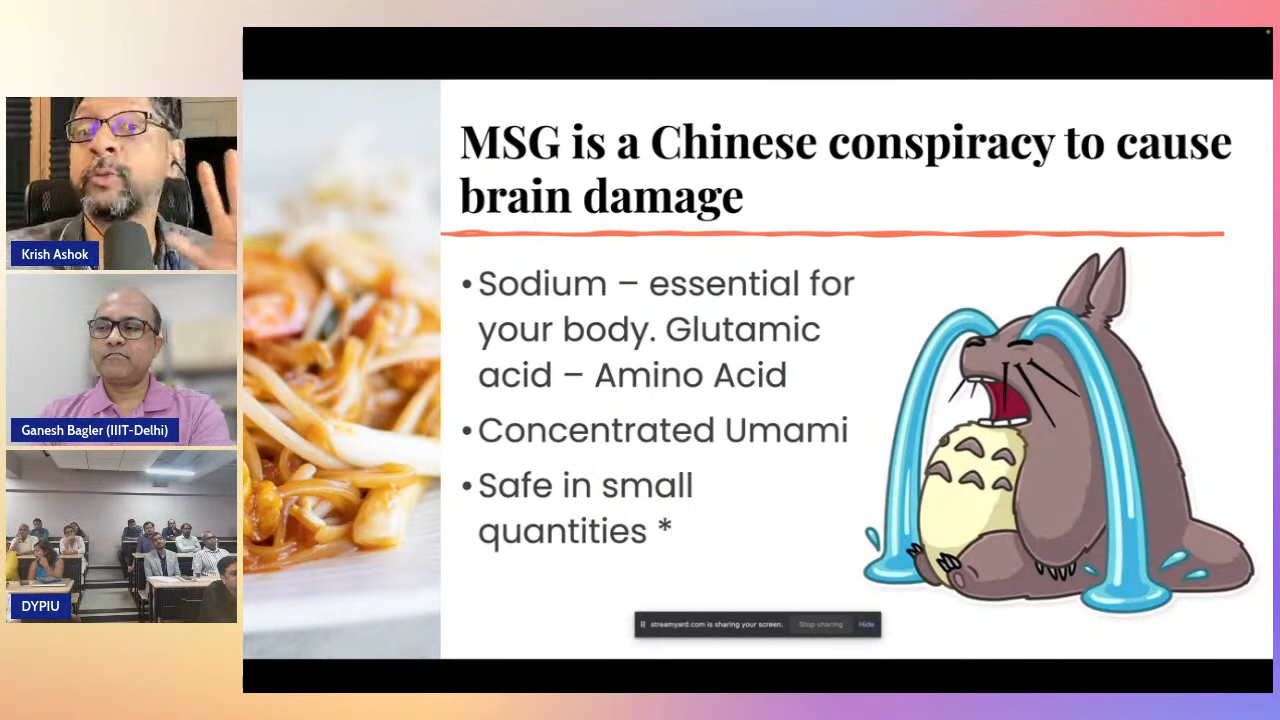 MSG is a Chinese conspiracy to cause
brain damage
• Sodium – essential for
your body. Glutamic
acid – Amino Acid
• Concentrated Umami
• Safe in small
quantities *
streamyard.com is sharing your screen. Stop sharing Hide
Krish Ashok
Ganesh Bagler (IIIT-Delhi)
DYPIU